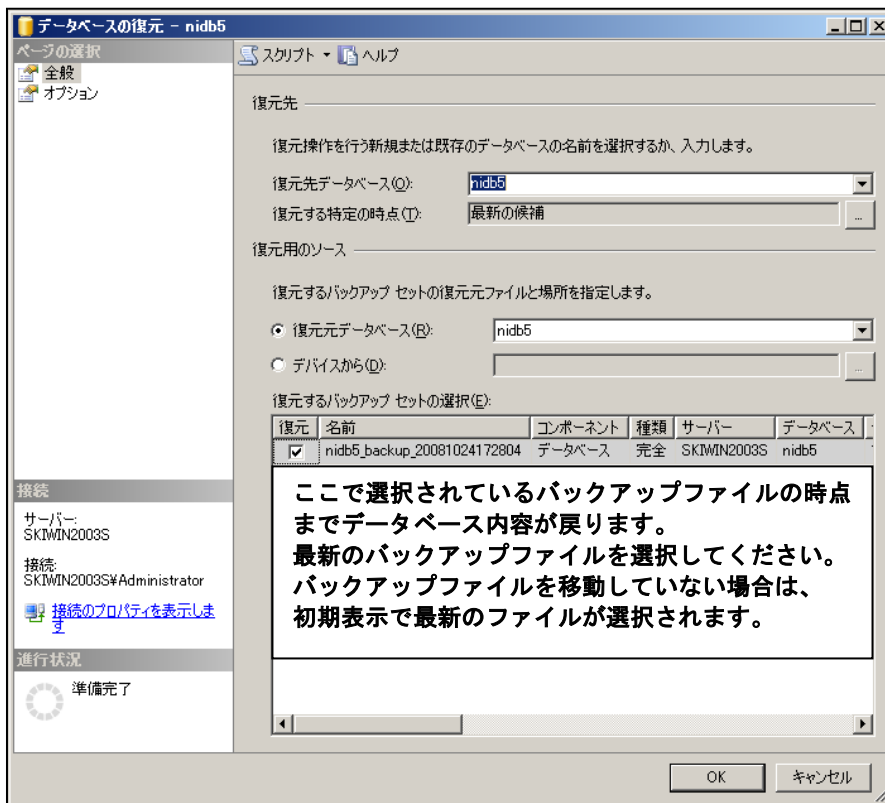 データベースの復元 - nidb5
ページの選択
全般
オプション
スクリプト ヘルプ
復元先
復元操作を行う新規または既存のデータベースの名前を選択するか、入力します。
復元先データベース(O): nidb5
復元する特定の時点(T): 最新の候補 ...
復元用のソース
復元するバックアップ セットの復元元ファイルと場所を指定します。
復元元データベース(R): nidb5
デバイスから(D): ...
復元するバックアップ セットの選択(E):
復元 名前 コンポーネント 種類 サーバー データベース
nidb5_backup_20081024172804 データベース 完全 SKIWIN2003S nidb5
ここで選択されているバックアップファイルの時点
までデータベース内容が戻ります。
最新のバックアップファイルを選択してください。
バックアップファイルを移動していない場合は、
初期表示で最新のファイルが選択されます。
接続
サーバー:
SKIWIN2003S
接続:
SKIWIN2003S¥Administrator
接続のプロパティを表示しま
す
進行状況
準備完了
OK キャンセル